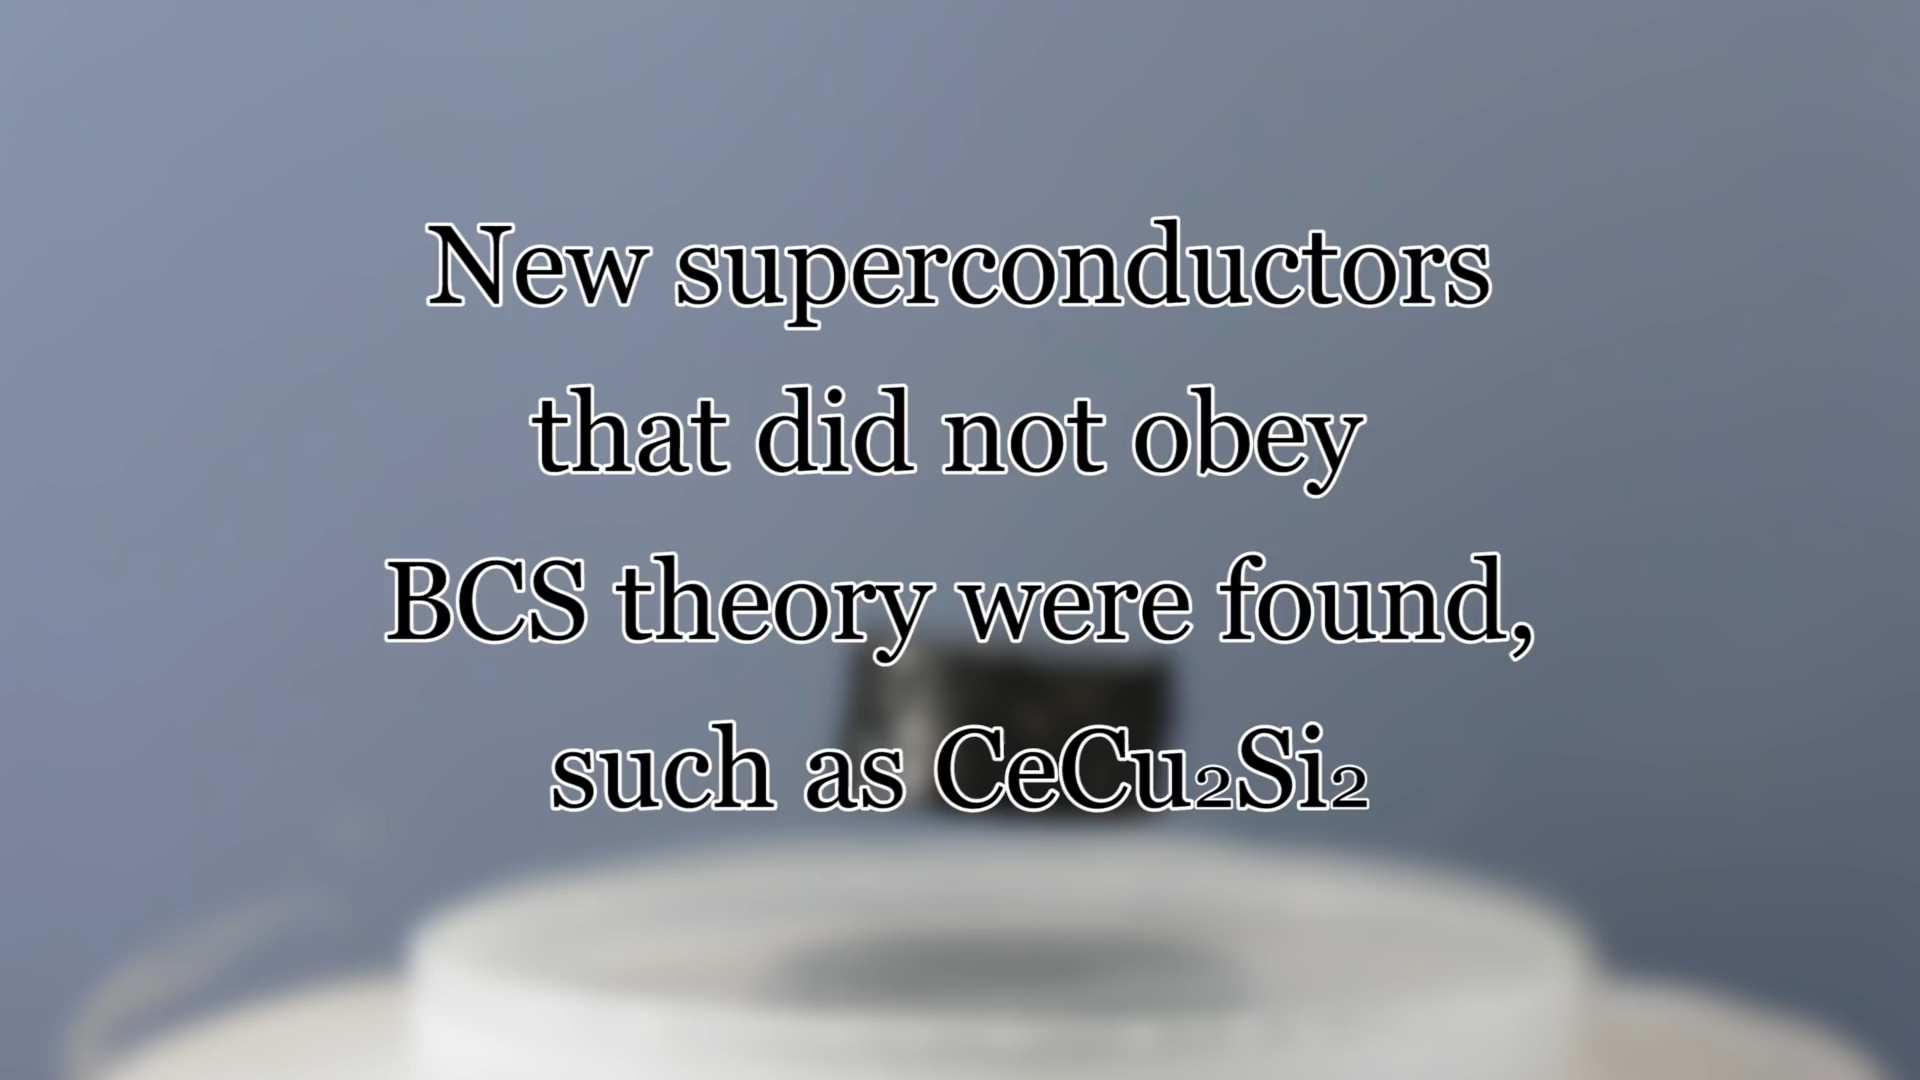 New superconductors
that did not obey
BCS theory were found,
such as CeCu₂Si₂